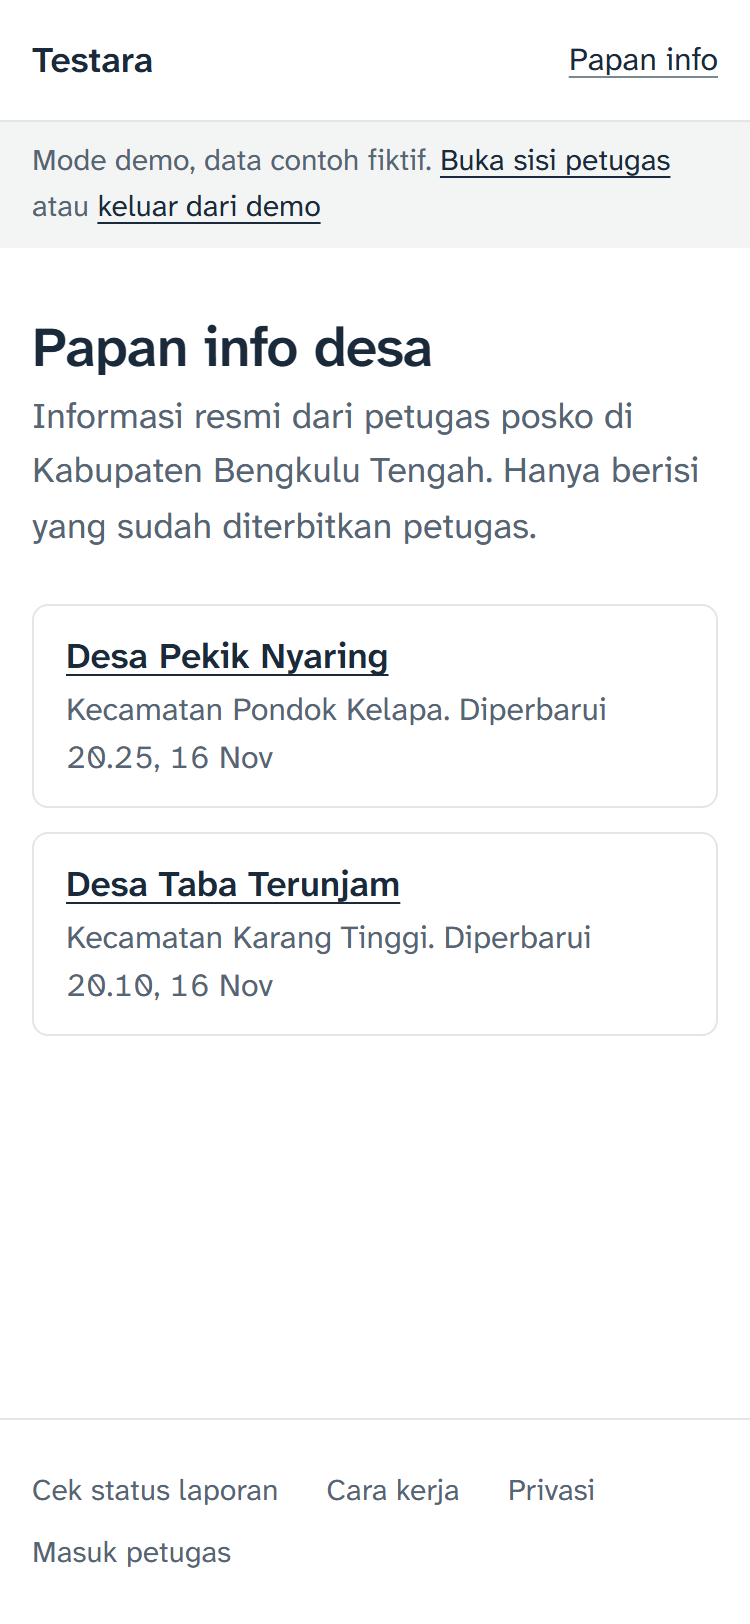 Testara
Papan info
Mode demo, data contoh fiktif. Buka sisi petugas
atau keluar dari demo
Papan info desa
Informasi resmi dari petugas posko di
Kabupaten Bengkulu Tengah. Hanya berisi
yang sudah diterbitkan petugas.
Desa Pekik Nyaring
Kecamatan Pondok Kelapa. Diperbarui
20.25, 16 Nov
Desa Taba Terunjam
Kecamatan Karang Tinggi. Diperbarui
20.10, 16 Nov
Cek status laporan
Cara kerja
Privasi
Masuk petugas